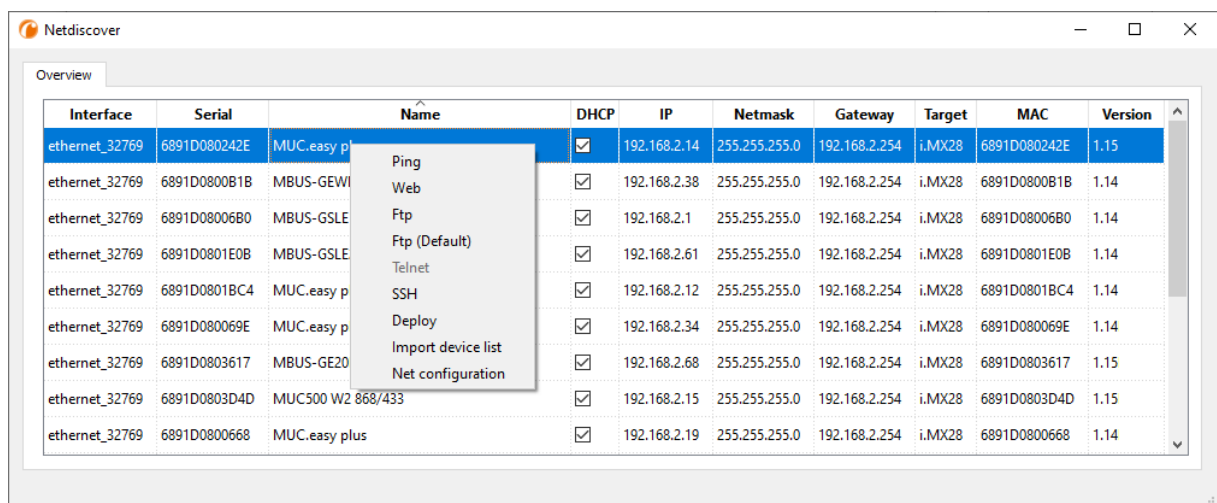 Netdiscover
Overview
Interface Serial Name DHCP IP Netmask Gateway Target MAC Version
ethernet_32769 6891D080242E MUC.easy 192.168.2.14 255.255.255.0 192.168.2.254 i.MX28 6891D080242E 1.15
ethernet_32769 6891D0800B1B 192.168.2.38 255.255.255.0 192.168.2.254 i.MX28 6891D0800B1B 1.14
ethernet_32769 6891D08006B0 192.168.2.1 255.255.255.0 192.168.2.254 i.MX28 6891D08006B0 1.14
ethernet_32769 6891D0801E0B 192.168.2.61 255.255.255.0 192.168.2.254 i.MX28 6891D0801E0B 1.14
ethernet_32769 6891D0801BC4 MUC.easy p 192.168.2.12 255.255.255.0 192.168.2.254 i.MX28 6891D0801BC4 1.14
ethernet_32769 6891D080069E MUC.easy p 192.168.2.34 255.255.255.0 192.168.2.254 i.MX28 6891D080069E 1.14
ethernet_32769 6891D0803617 MBUS-GE20 192.168.2.68 255.255.255.0 192.168.2.254 i.MX28 6891D0803617 1.15
ethernet_32769 6891D0803D4D MUC500 W2 868/433 192.168.2.15 255.255.255.0 192.168.2.254 i.MX28 6891D0803D4D 1.15
ethernet_32769 6891D0800668 MUC.easy plus 192.168.2.19 255.255.255.0 192.168.2.254 i.MX28 6891D0800668 1.14
Ping
Web
Ftp
Ftp (Default)
Telnet
SSH
Deploy
Import device list
Net configuration